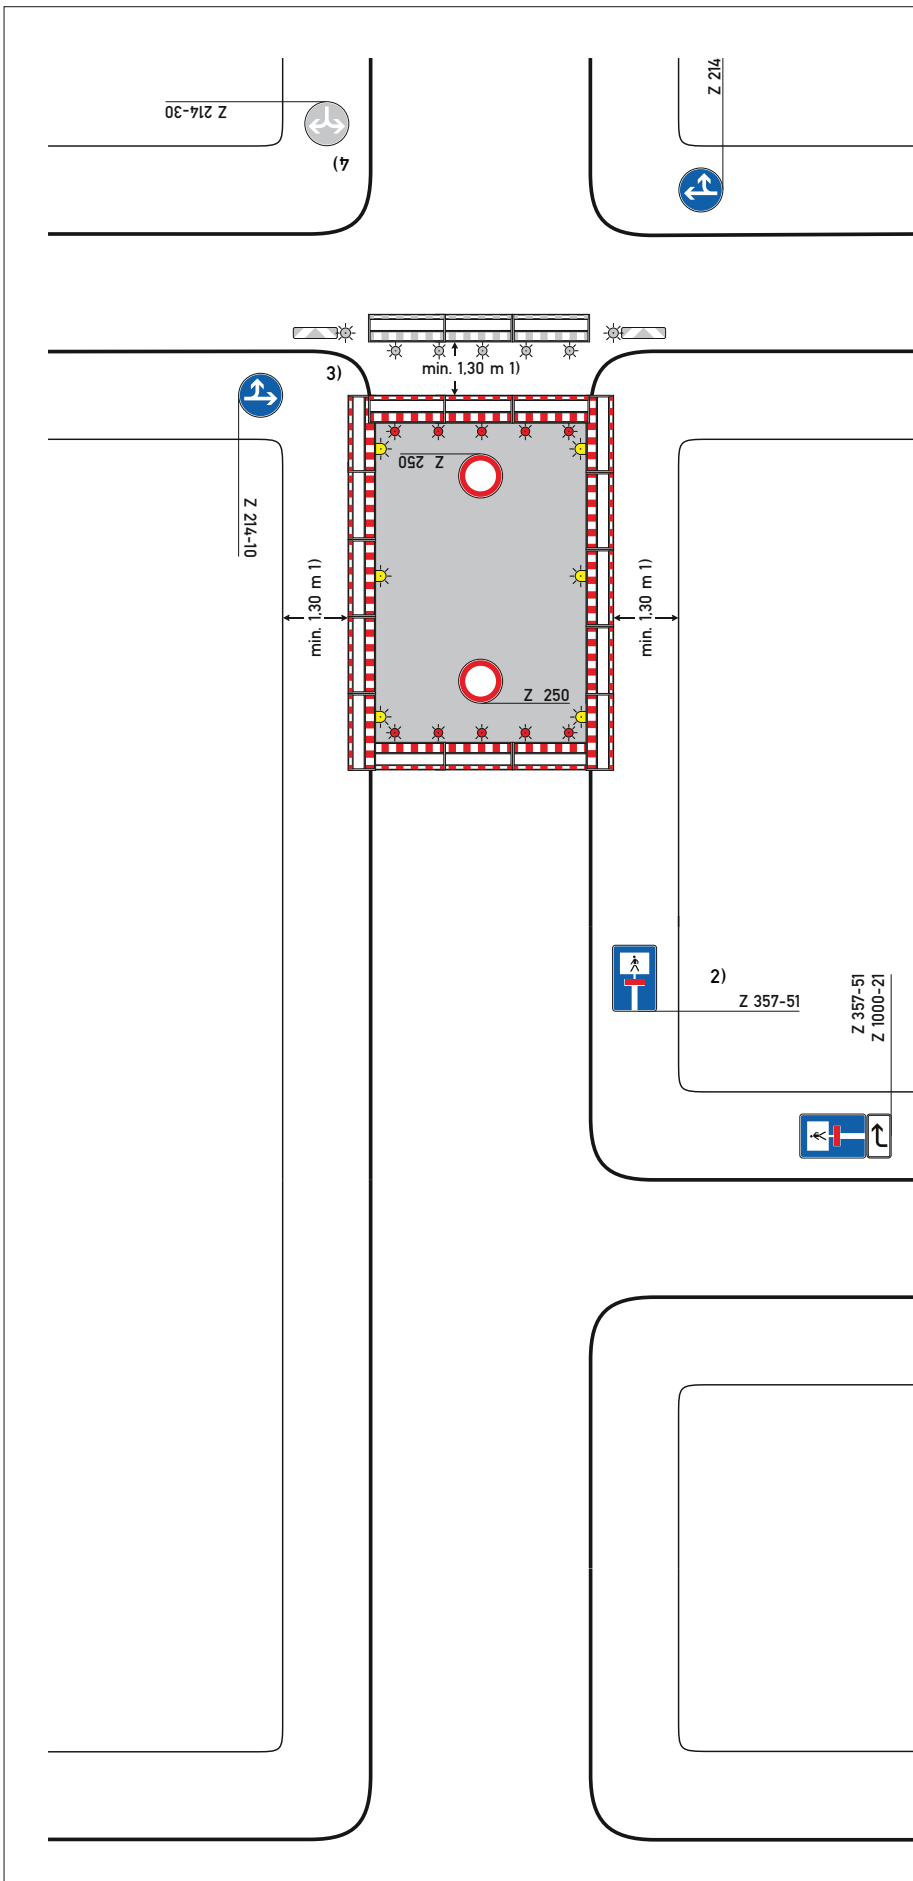 Z 214
Z 214-30
4)
3)
min. 1,30 m 1)
Z 250
Z 214-10
min. 1,30 m 1)
min. 1,30 m 1)
Z 250
2)
Z 357-51
Z 357-51
Z 1000-21